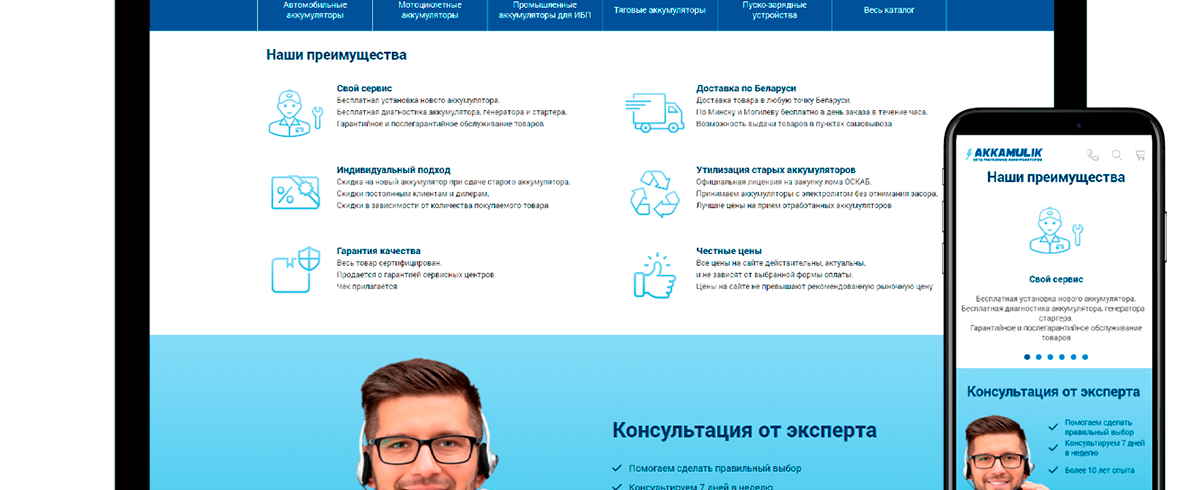 Автомобильные
аккумуляторы
Мотоциклетные
аккумуляторы
Промышленные
аккумуляторы для ИБП
Тяговые аккумуляторы
Пуско-зарядные
устройства
Весь каталог
Наши преимущества
Свой сервис
Бесплатная установка нового аккумулятора.
Бесплатная диагностика аккумулятора, генератора и стартера.
Гарантийное и послегарантийное обслуживание товаров
Доставка по Беларуси
Доставка товара в любую точку Беларуси.
По Минску и Могилеву бесплатно в день заказа в течение часа.
Возможность выдачи товаров в пунктах самовывоза
Индивидуальный подход
Скидка на новый аккумулятор при сдаче старого аккумулятора.
Скидки постоянным клиентам и дилерам.
Скидки в зависимости от количества покупаемого товара
Утилизация старых аккумуляторов
Официальная лицензия на закупку лома ОСКАБ.
Принимаем аккумуляторы с электролитом без отнимания засора.
Лучшие цены на прием отработанных аккумуляторов
Гарантия качества
Весь товар сертифицирован.
Продается с гарантией сервисных центров.
Чек прилагается
Честные цены
Все цены на сайте действительны, актуальны,
и не зависят от выбранной формы оплаты.
Цены на сайте не превышают рекомендованную рыночную цену
Консультация от эксперта
Помогаем сделать правильный выбор
Консультируем 7 дней в неделю
AKKAMULIK
СЕТЬ МАГАЗИНОВ АККУМУЛЯТОРОВ
Наши преимущества
Свой сервис
Бесплатная установка нового аккумулятора.
Бесплатная диагностика аккумулятора, генератора
стартера.
Гарантийное и послегарантийное обслуживание
товаров
Консультация от эксперта
Помогаем сделать
правильный выбор
Консультируем 7 дней
в неделю
Более 10 лет опыта